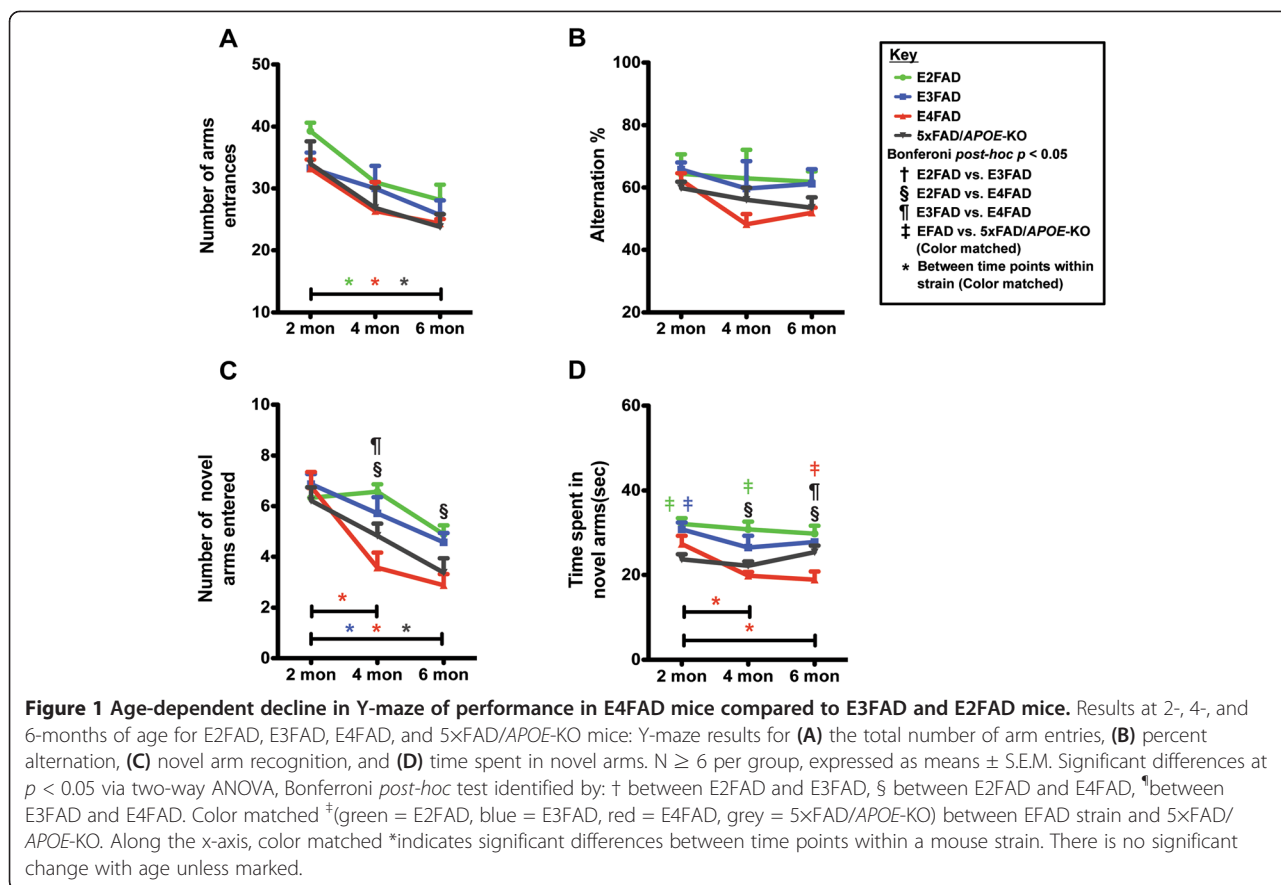 A
Number of arms
entrances
50
40
30
20
10
* * *
2 mon 4 mon 6 mon
B
Alternation %
100
80
60
40
20
2 mon 4 mon 6 mon
Key
E2FAD
E3FAD
E4FAD
5xFAD/APOE-KO
Bonferoni post-hoc p < 0.05
† E2FAD vs. E3FAD
§ E2FAD vs. E4FAD
¶ E3FAD vs. E4FAD
‡ EFAD vs. 5xFAD/APOE-KO
(Color matched)
* Between time points within
strain (Color matched)
C
Number of novel
arms entered
10
8
6
4
2
0
¶
§
§
*
* * *
2 mon 4 mon 6 mon
D
Time spent in
novel arms(sec)
60
40
20
0
‡ ‡
‡
§
‡
¶
§
*
*
2 mon 4 mon 6 mon
Figure 1 Age-dependent decline in Y-maze of performance in E4FAD mice compared to E3FAD and E2FAD mice. Results at 2-, 4-, and
6-months of age for E2FAD, E3FAD, E4FAD, and 5×FAD/APOE-KO mice: Y-maze results for (A) the total number of arm entries, (B) percent
alternation, (C) novel arm recognition, and (D) time spent in novel arms. N ≥ 6 per group, expressed as means ± S.E.M. Significant differences at
p < 0.05 via two-way ANOVA, Bonferroni post-hoc test identified by: † between E2FAD and E3FAD, § between E2FAD and E4FAD, ¶between
E3FAD and E4FAD. Color matched ‡(green = E2FAD, blue = E3FAD, red = E4FAD, grey = 5×FAD/APOE-KO) between EFAD strain and 5×FAD/
APOE-KO. Along the x-axis, color matched *indicates significant differences between time points within a mouse strain. There is no significant
change with age unless marked.